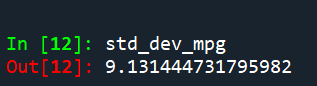 In [12]: std_dev_mpg
Out[12]: 9.131444731795982